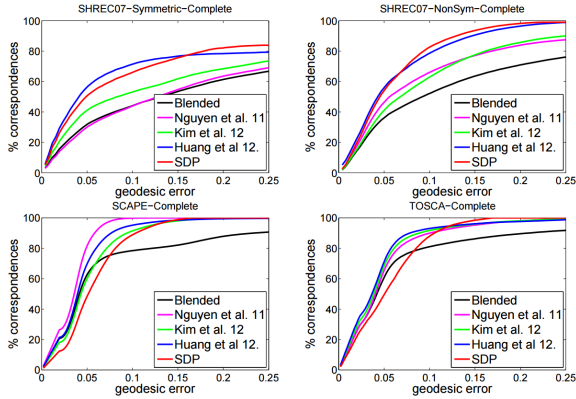 SHREC07-Symmetric-Complete
% correspondences
100
80
60
40
20
0
Blended
Nguyen et al. 11
Kim et al. 12
Huang et al 12.
SDP
0 0.05 0.1 0.15 0.2 0.25
geodesic error
SHREC07-NonSym-Complete
% correspondences
100
80
60
40
20
0
Blended
Nguyen et al. 11
Kim et al. 12
Huang et al 12.
SDP
0 0.05 0.1 0.15 0.2 0.25
geodesic error
SCAPE-Complete
% correspondences
100
80
60
40
20
0
Blended
Nguyen et al. 11
Kim et al. 12
Huang et al 12.
SDP
0 0.05 0.1 0.15 0.2 0.25
geodesic error
TOSCA-Complete
% correspondences
100
80
60
40
20
0
Blended
Nguyen et al. 11
Kim et al. 12
Huang et al 12.
SDP
0 0.05 0.1 0.15 0.2 0.25
geodesic error